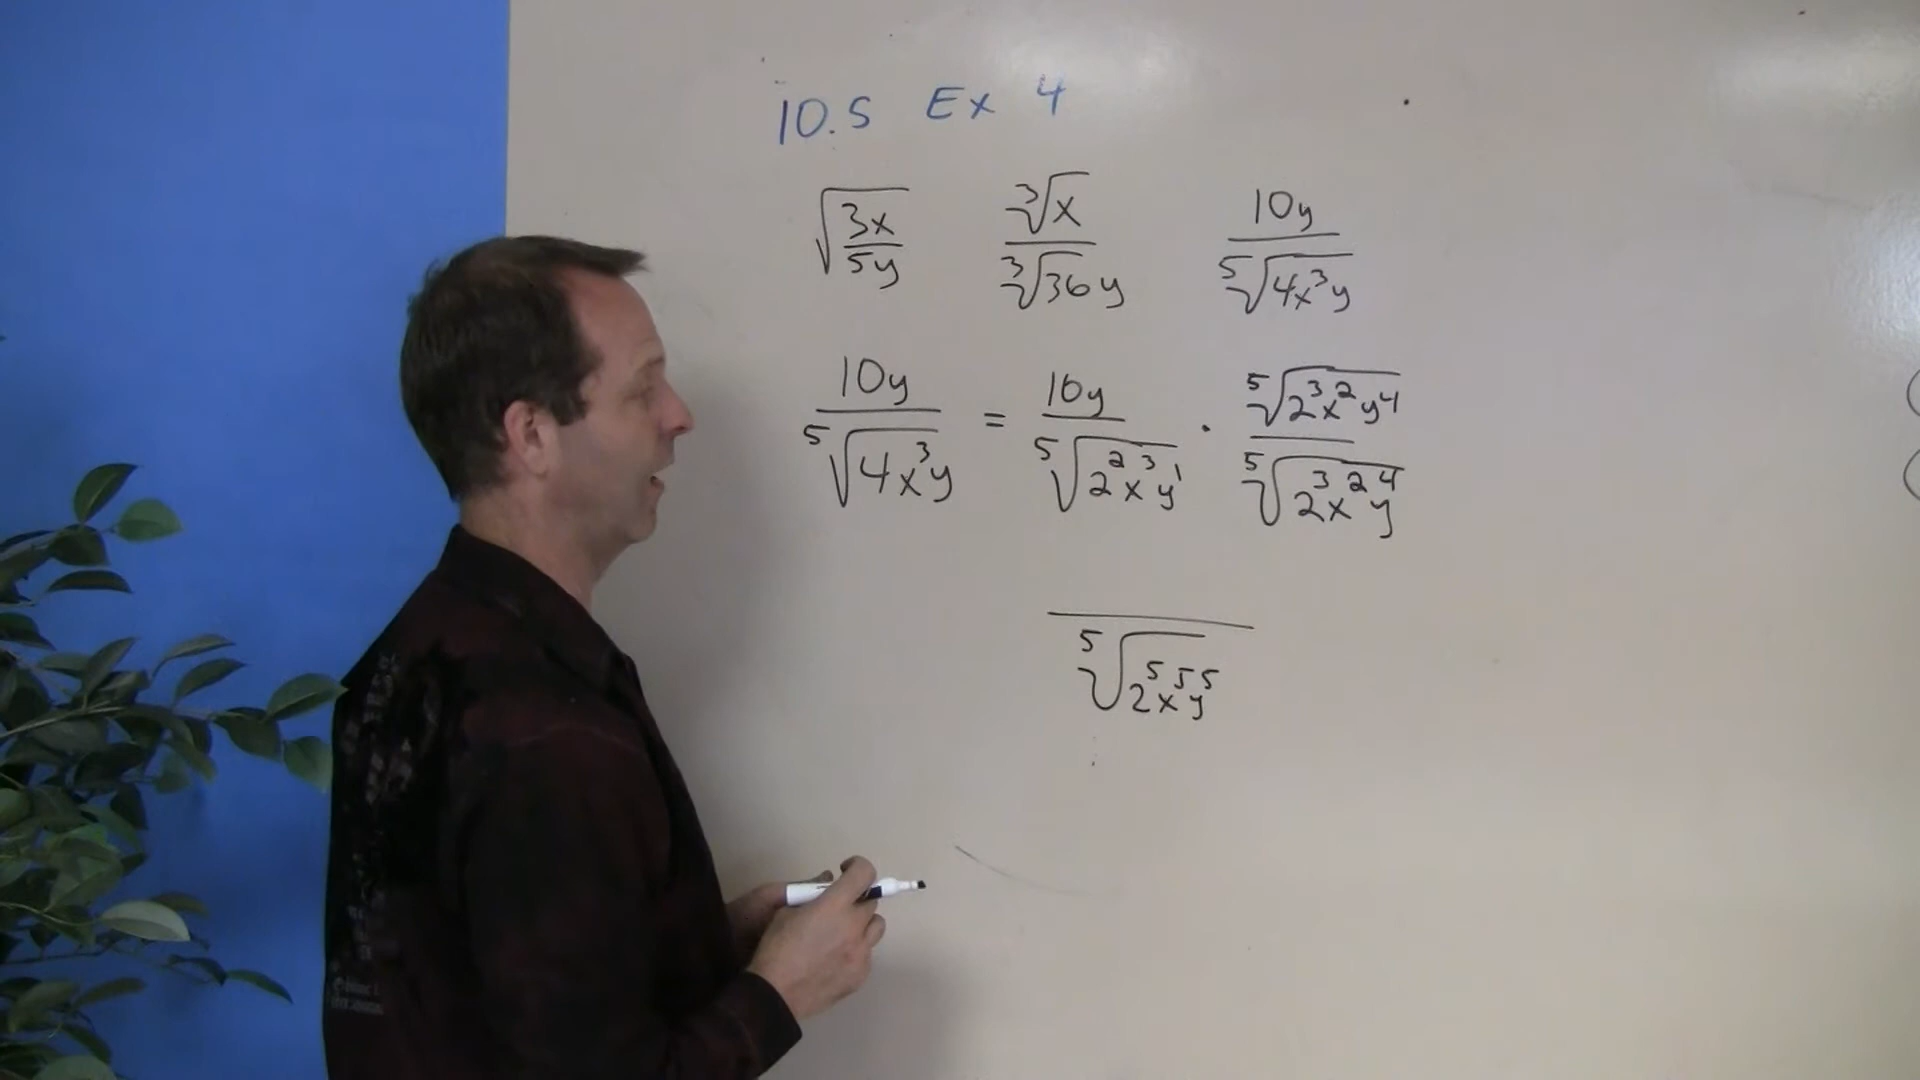 10.5 Ex 4
√(3x/5y) ∛x/∛36y 10y/⁵√(4x³y)
10y/⁵√(4x³y) = 10y/⁵√(2²x³y¹) · ⁵√(2³x²y⁴)/⁵√(2³x²y⁴)
/⁵√(2⁵x⁵y⁵)